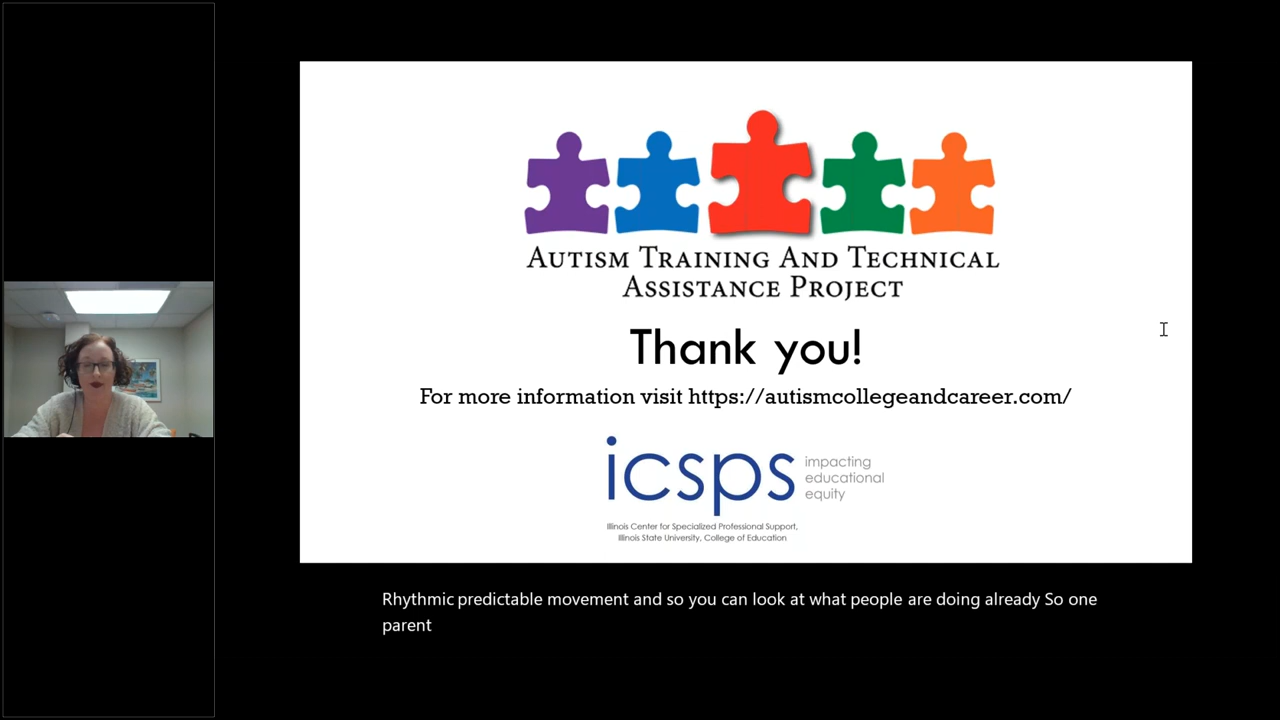 Autism Training And Technical
Assistance Project
Thank you!
For more information visit https://autismcollegeandcareer.com/
icsps
impacting
educational
equity
Illinois Center for Specialized Professional Support,
Illinois State University, College of Education
Rhythmic predictable movement and so you can look at what people are doing already So one
parent